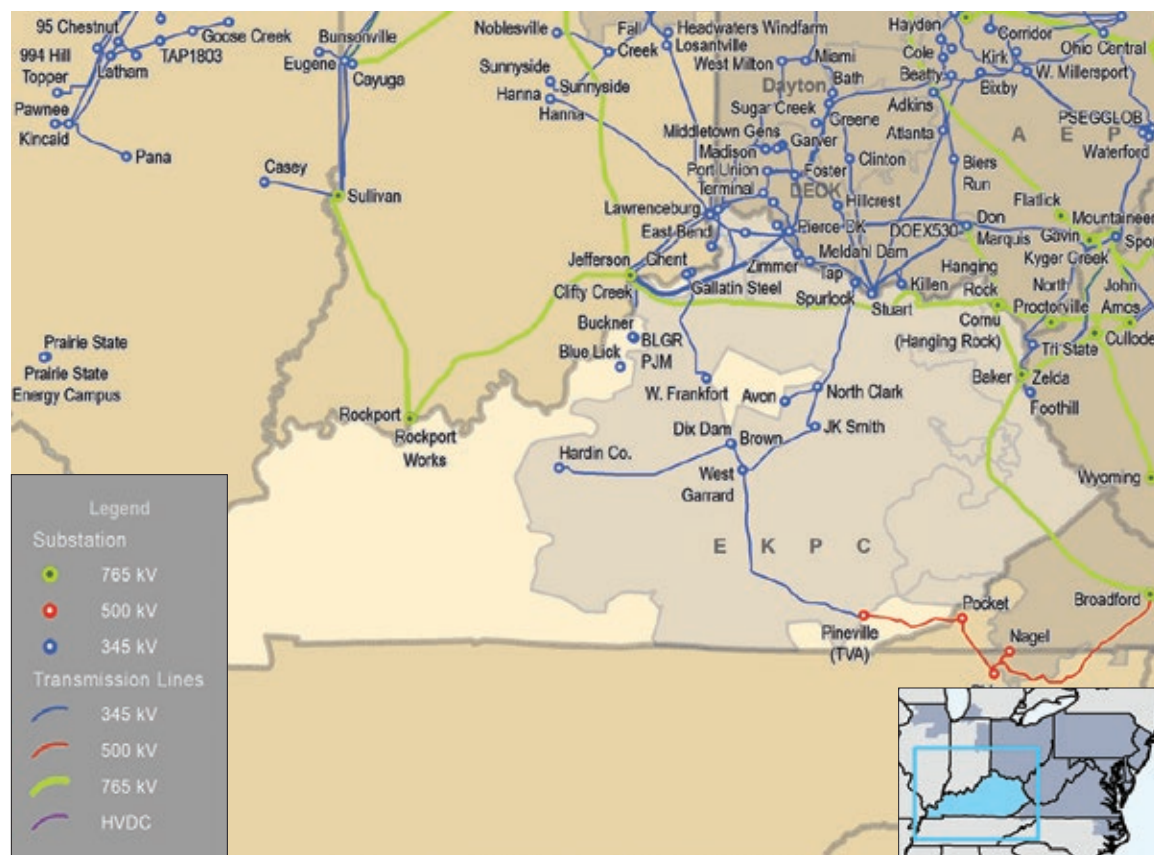 95 Chestnut
994 Hill
Topper
Latham
TAP1803
Goose Creek
Pawnee
Kincaid
Pana
Bunsonville
Eugene
Cayuga
Casey
Sullivan
Noblesville
Fall
Creek
Sunnyside
Sunnyside
Hanna
Hanna
Headwaters Windfarm
Losantville
West Milton
Miami
Dayton
Bath
Sugar Creek
Greene
Middletown Gens
Garver
Madison
Port Union
Foster
Terminal
DEOK
Clinton
Hillcrest
Lawrenceburg
East Bend
Pierce
Meldahl Dam
Zimmer
Tap
Hayden
Cole
Beatty
Adkins
Atlanta
Corridor
Kirk
Bixby
Ohio Central
W. Millersport
PSEGGLOB
Waterford
A E P
Biers
Run
Flatlick
Mountaineer
DOEX530
Don
Marquis
Gavin
Kyger Creek
Jefferson
Clifty Creek
Ghent
Gallatin Steel
Spurlock
Stuart
Killen
Hanging
Rock
North
Proctorville
John
Amos
Cornu
(Hanging Rock)
Tri State
Baker
Zelda
Foothill
Wyoming
Buckner
BLGR
PJM
Blue Lick
W. Frankfort
Avon
North Clark
JK Smith
Dix Dam
Brown
Hardin Co.
West
Garrard
Prairie State
Prairie State
Energy Campus
Rockport
Rockport
Works
E K P C
Pineville
(TVA)
Pocket
Nagel
Broadford
Legend
Substation
765 kV
500 kV
345 kV
Transmission Lines
345 kV
500 kV
765 kV
HVDC